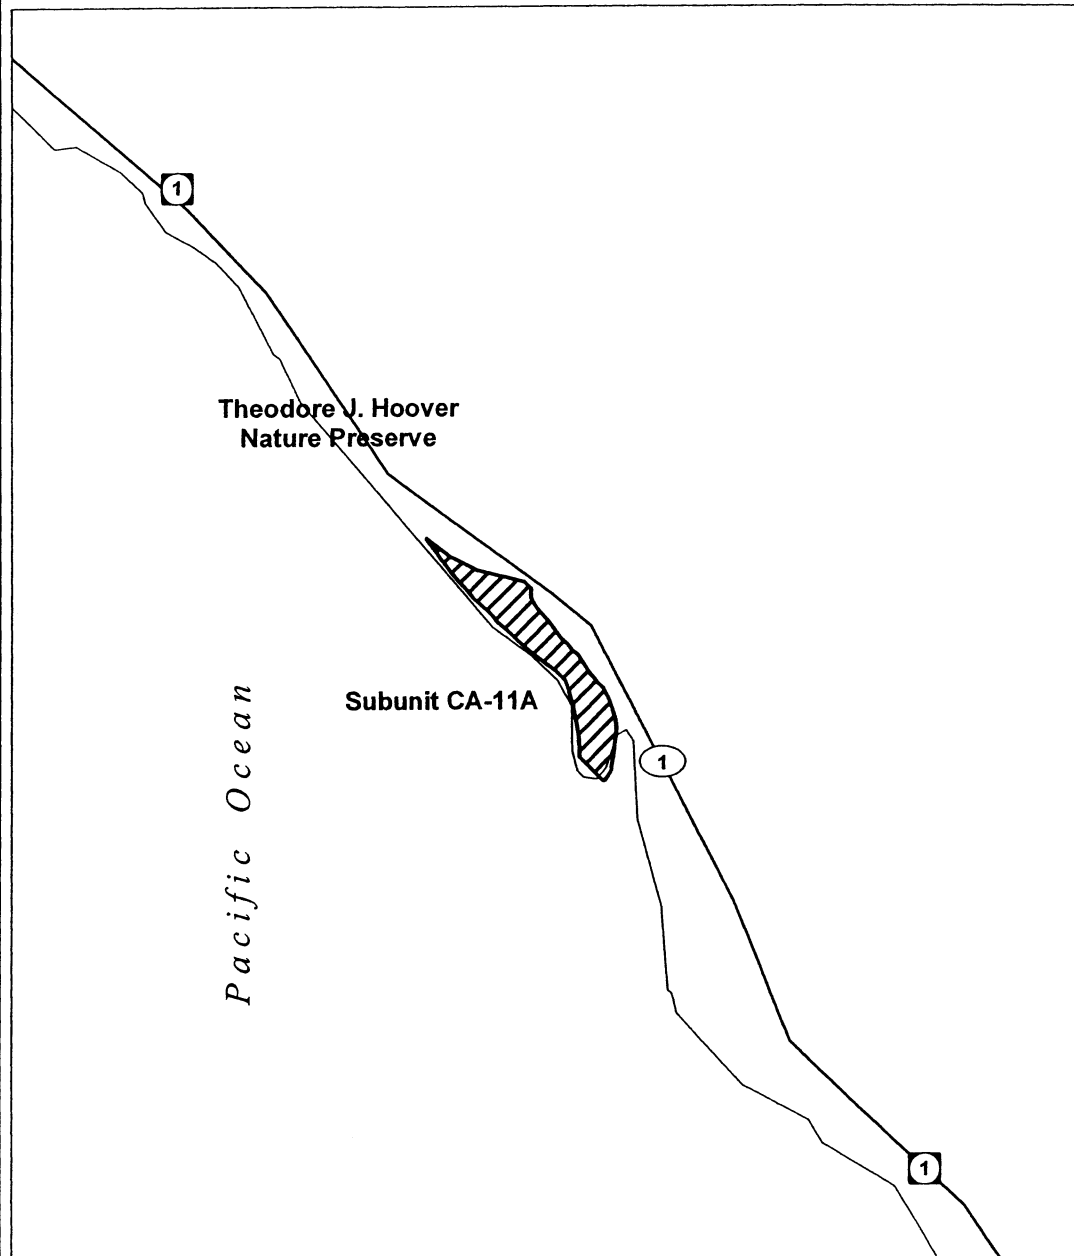 1
Theodore J. Hoover
Nature Preserve
Subunit CA-11A
Pacific Ocean
1
1